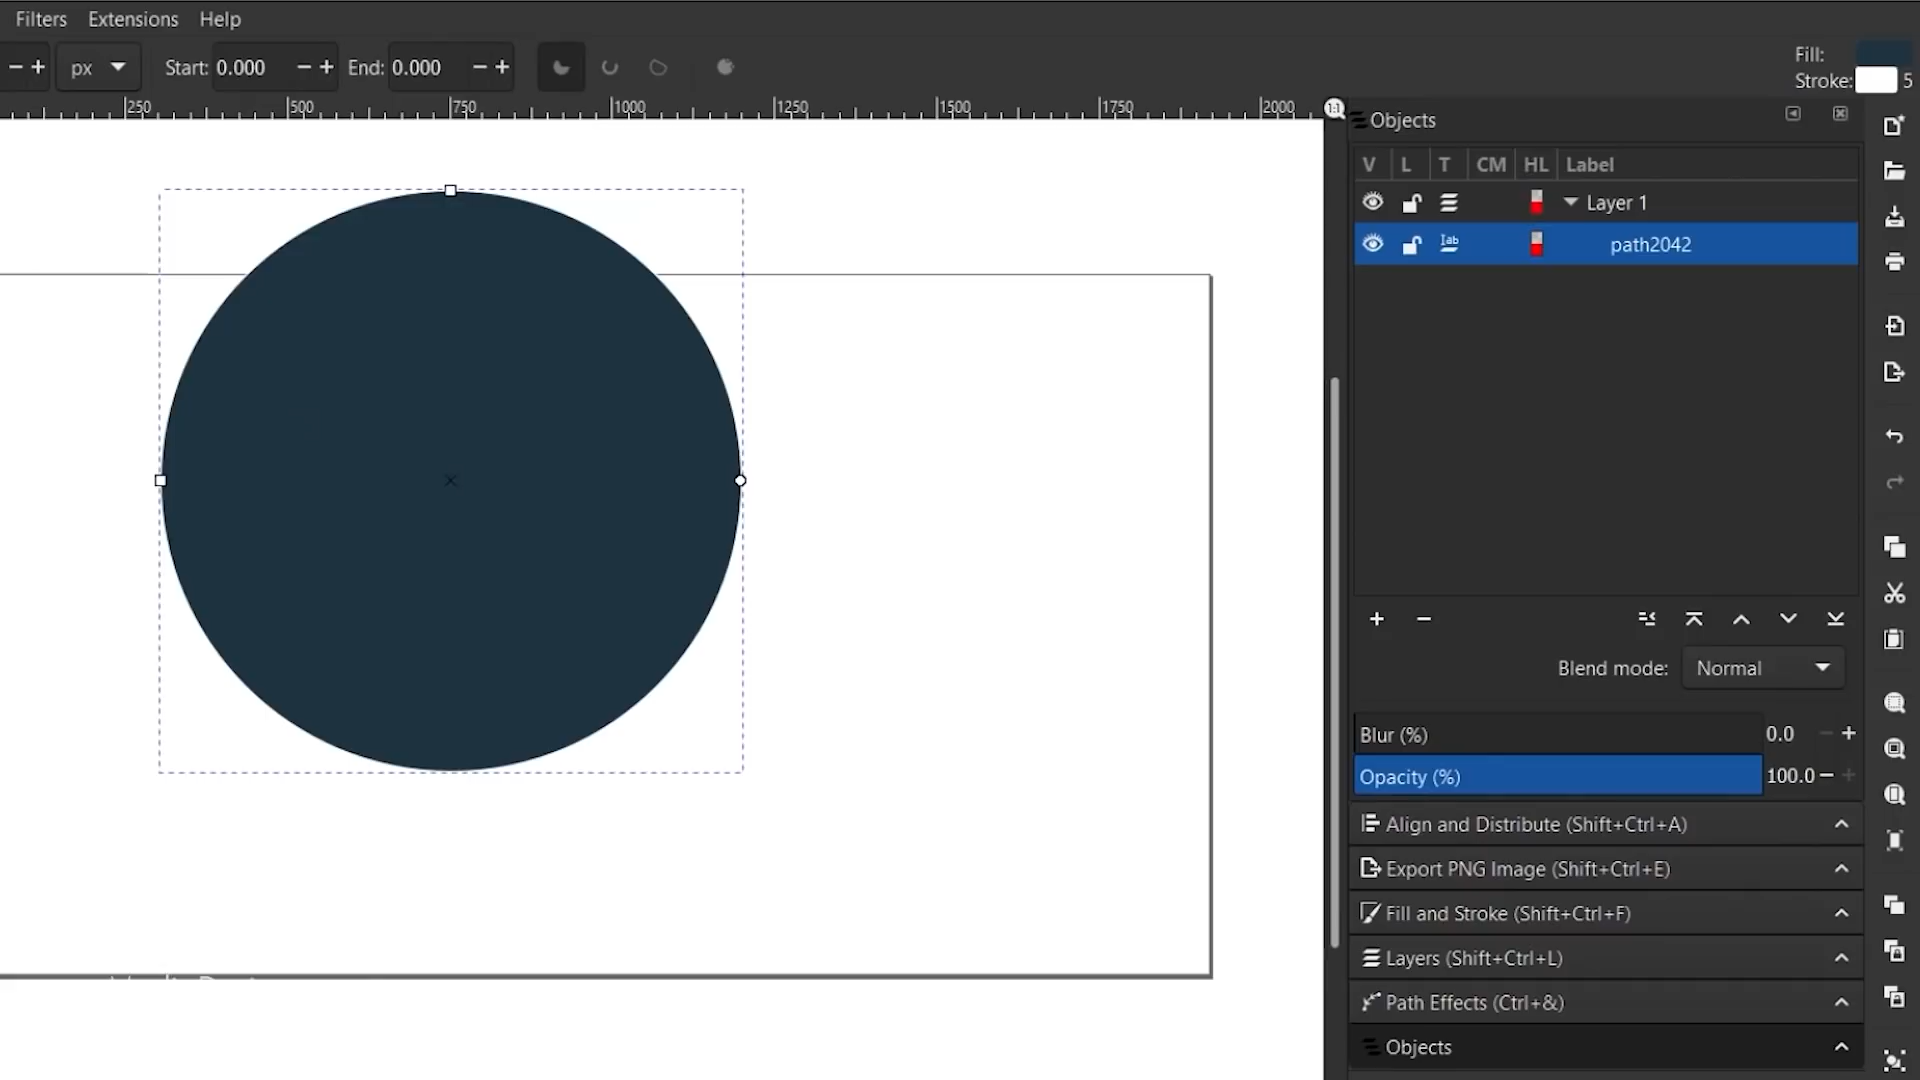 Filters Extensions Help
px Start: 0.000 End: 0.000 Fill:
Stroke: 5
250 500 750 1000 1250 1500 1750 2000 1:1
Objects
V L T CM HL Label
Layer 1
path2042
Blend mode: Normal
Blur (%) 0.0
Opacity (%) 100.0
Align and Distribute (Shift+Ctrl+A)
Export PNG Image (Shift+Ctrl+E)
Fill and Stroke (Shift+Ctrl+F)
Layers (Shift+Ctrl+L)
Path Effects (Ctrl+&)
Objects